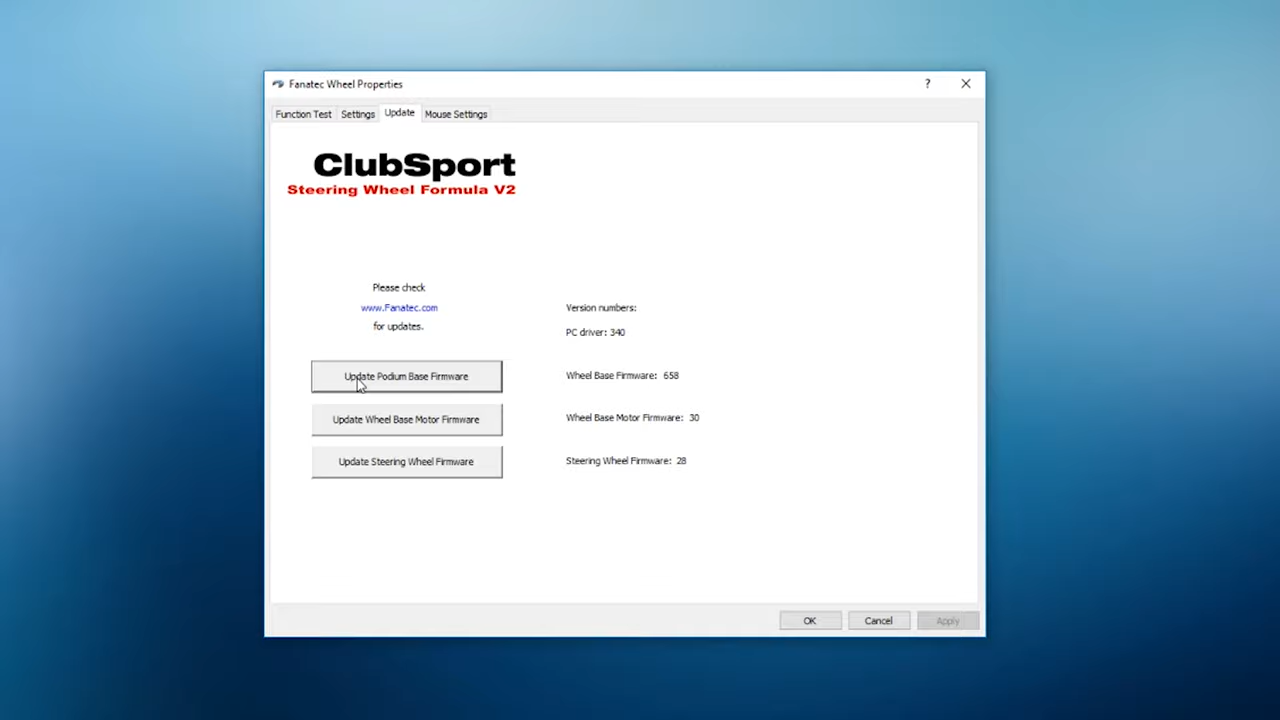 Fanatec Wheel Properties
?
Function Test Settings Update Mouse Settings
ClubSport
Steering Wheel Formula V2
Please check
www.Fanatec.com
for updates.
Version numbers:
PC driver: 340
Update Podium Base Firmware
Wheel Base Firmware: 658
Update Wheel Base Motor Firmware
Wheel Base Motor Firmware: 30
Update Steering Wheel Firmware
Steering Wheel Firmware: 28
OK Cancel Apply